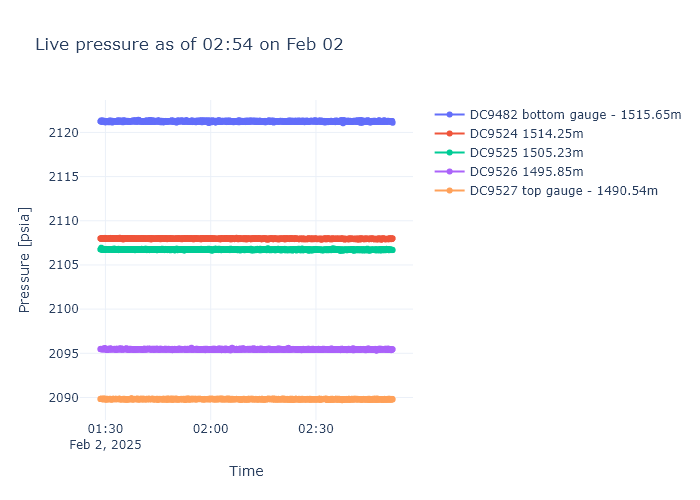 Live pressure as of 02:54 on Feb 02
DC9482 bottom gauge - 1515.65m
DC9524 1514.25m
DC9525 1505.23m
DC9526 1495.85m
DC9527 top gauge - 1490.54m
Pressure [psia]
2120
2115
2110
2105
2100
2095
2090
01:30
02:00
02:30
Feb 2, 2025
Time